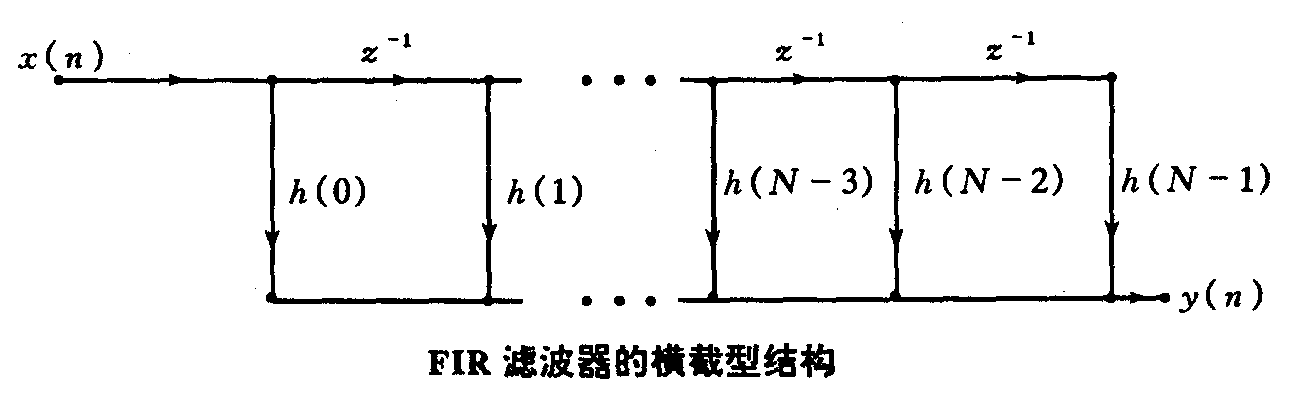 x(n) z⁻¹ z⁻¹ z⁻¹
h(0) h(1) h(N-3) h(N-2) h(N-1)
y(n)
FIR 滤波器的横截型结构